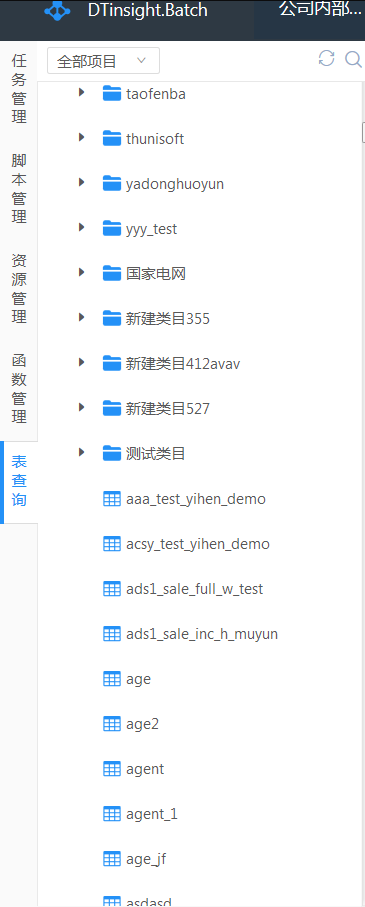 DTinsight.Batch
公司内部...
全部项目
任务管理
脚本管理
资源管理
函数管理
表查询
taofenba
thunisoft
yadonghuoyun
yyy_test
国家电网
新建类目355
新建类目412avav
新建类目527
测试类目
aaa_test_yihen_demo
acsy_test_yihen_demo
ads1_sale_full_w_test
ads1_sale_inc_h_muyun
age
age2
agent
agent_1
age_jf
asdasd